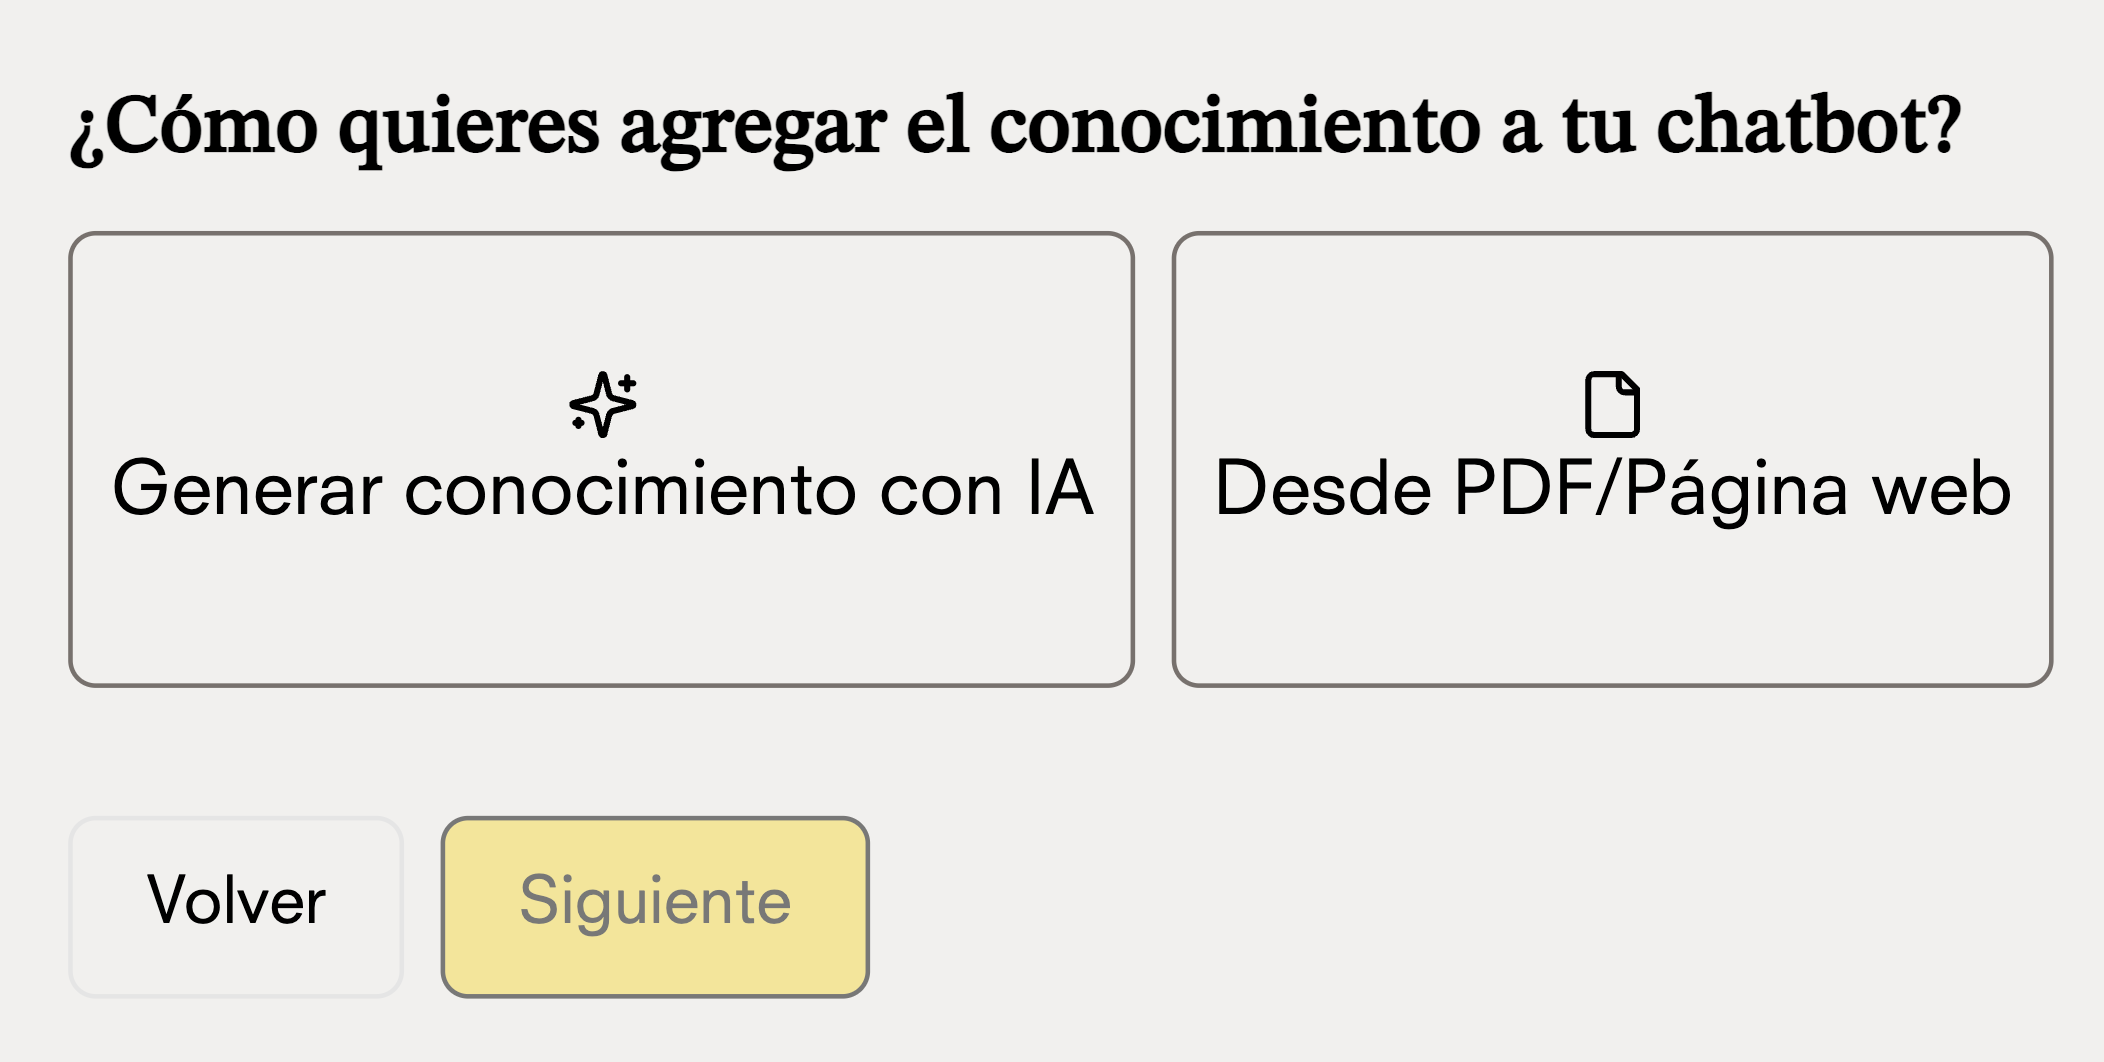 ¿Cómo quieres agregar el conocimiento a tu chatbot?
Generar conocimiento con IA
Desde PDF/Página web
Volver
Siguiente